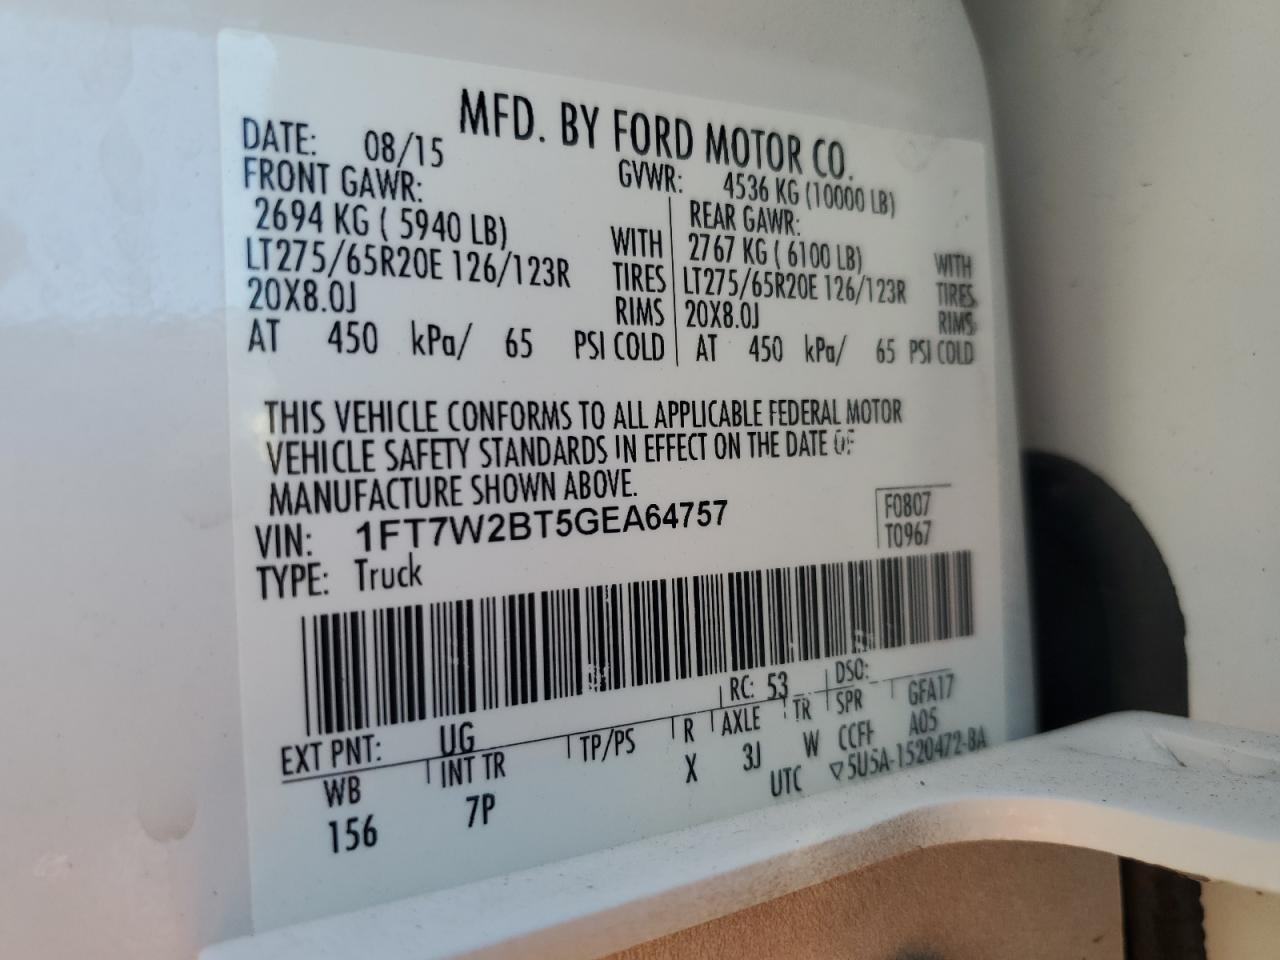 MFD. BY FORD MOTOR CO.
DATE: 08/15
GVWR: 4536 KG (10000 LB)
FRONT GAWR:
2694 KG ( 5940 LB) WITH
LT275/65R20E 126/123R TIRES
20X8.0J RIMS
AT 450 kPa/ 65 PSI COLD
REAR GAWR:
2767 KG ( 6100 LB) WITH
LT275/65R20E 126/123R TIRES
20X8.0J RIMS
AT 450 kPa/ 65 PSI COLD
THIS VEHICLE CONFORMS TO ALL APPLICABLE FEDERAL MOTOR
VEHICLE SAFETY STANDARDS IN EFFECT ON THE DATE OF
MANUFACTURE SHOWN ABOVE.
VIN: 1FT7W2BT5GEA64757
TYPE: Truck
F0807
T0967
EXT PNT: UG RC: 53 DSO:
WB INT TR TP/PS R AXLE TR SPR GFA17
156 7P X 3J W CCFF A05
UTC ▽5U5A-1520472-BA